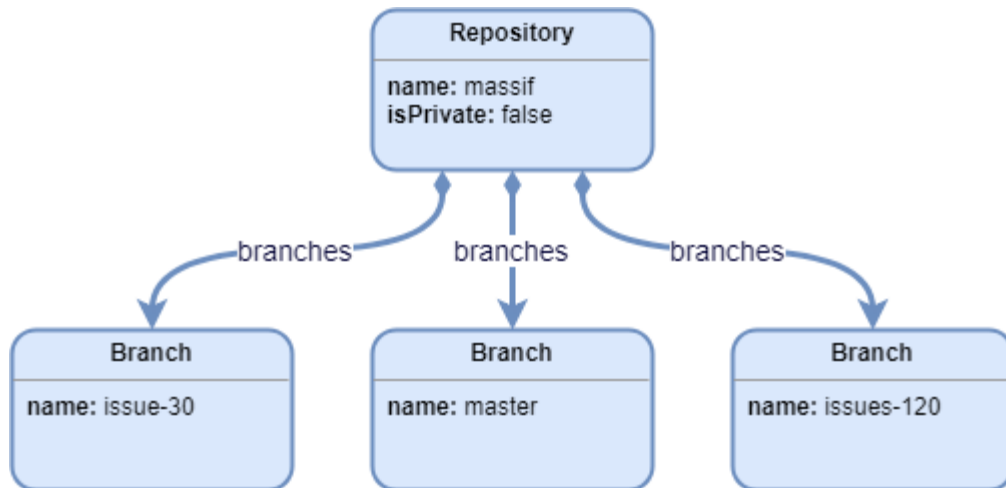 Repository
name: massif
isPrivate: false
branches
branches
branches
Branch
name: issue-30
Branch
name: master
Branch
name: issues-120